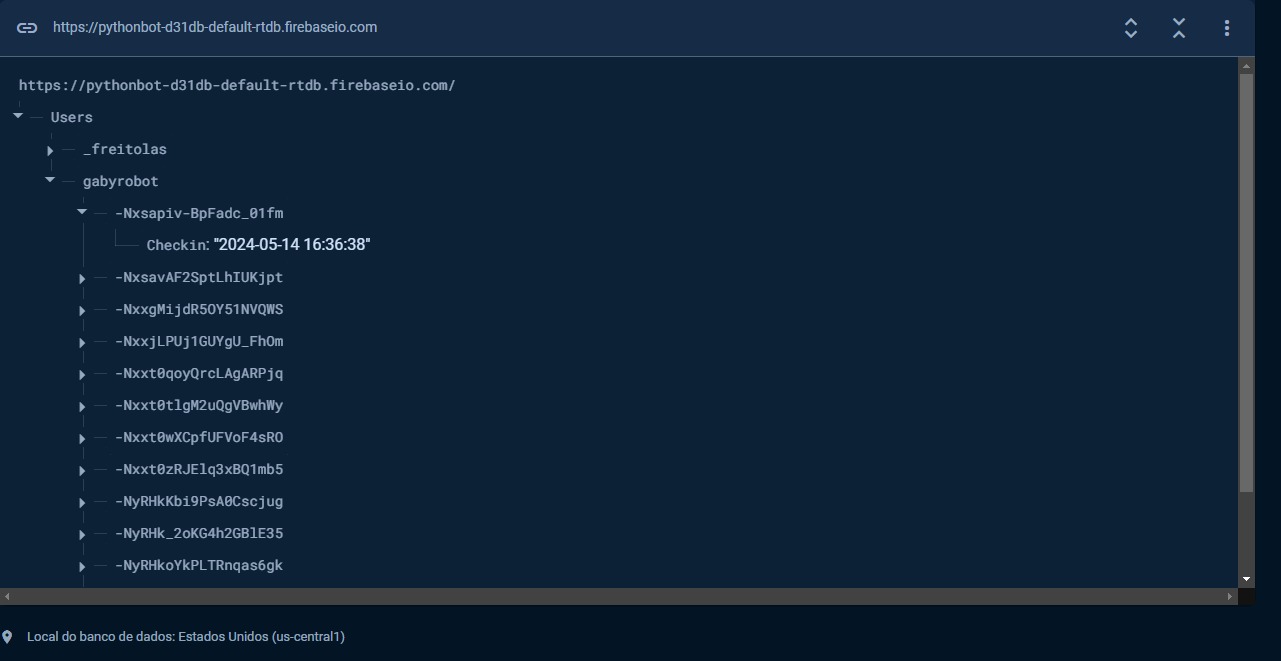 https://pythonbot-d31db-default-rtdb.firebaseio.com
https://pythonbot-d31db-default-rtdb.firebaseio.com/
Users
_freitolas
gabyrobot
-Nxsapiv-BpFadc_01fm
Checkin: "2024-05-14 16:36:38"
-NxsavAF2SptLhIUKjpt
-NxxgMijdR5OY51NVQWS
-NxxjLPUj1GUYgU_FhOm
-Nxxt0qoyQrcLAgARPjq
-Nxxt0tlgM2uQgVBwhWy
-Nxxt0wXCpfUFVoF4sRO
-Nxxt0zRJElq3xBQ1mb5
-NyRHkKbi9PsA0Cscjug
-NyRHk_2oKG4h2GBlE35
-NyRHkoYkPLTRnqas6gk
Local do banco de dados: Estados Unidos (us-central1)